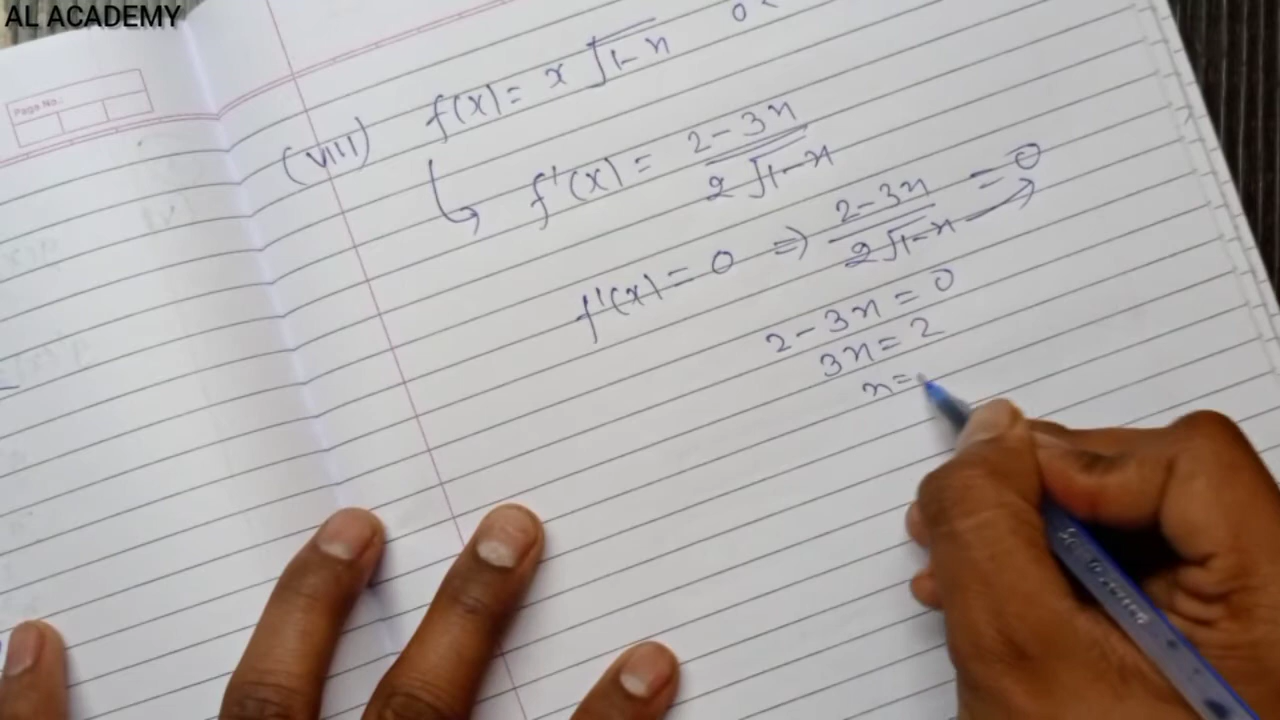 AL ACADEMY
Page No.:
(VIII) f(x) = x √1-x 0<
f'(x) = 2-3x / 2√1-x
f'(x) = 0 ⇒ 2-3x / 2√1-x = 0
2-3x = 0
3x = 2
x =